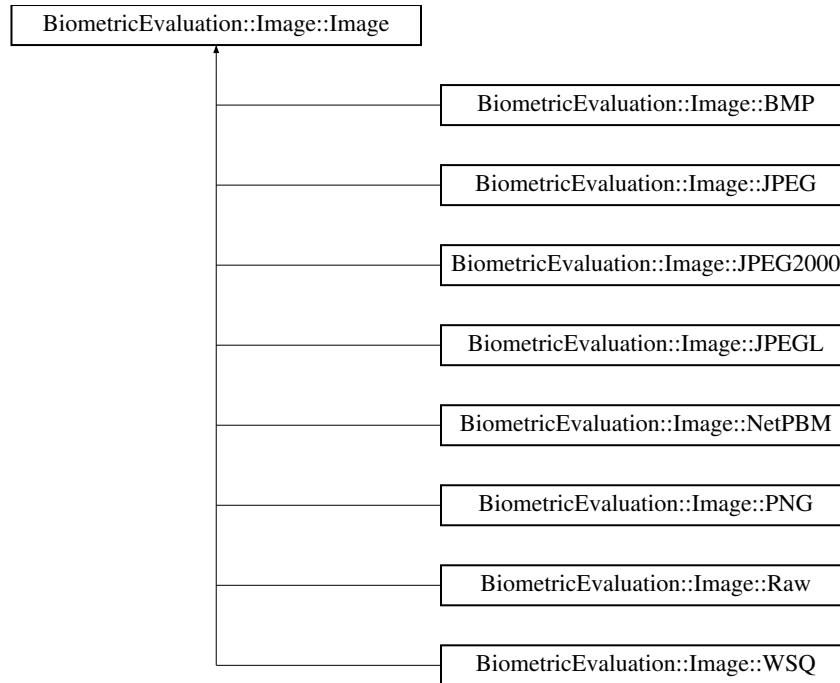 BiometricEvaluation::Image::Image
BiometricEvaluation::Image::BMP
BiometricEvaluation::Image::JPEG
BiometricEvaluation::Image::JPEG2000
BiometricEvaluation::Image::JPEGL
BiometricEvaluation::Image::NetPBM
BiometricEvaluation::Image::PNG
BiometricEvaluation::Image::Raw
BiometricEvaluation::Image::WSQ